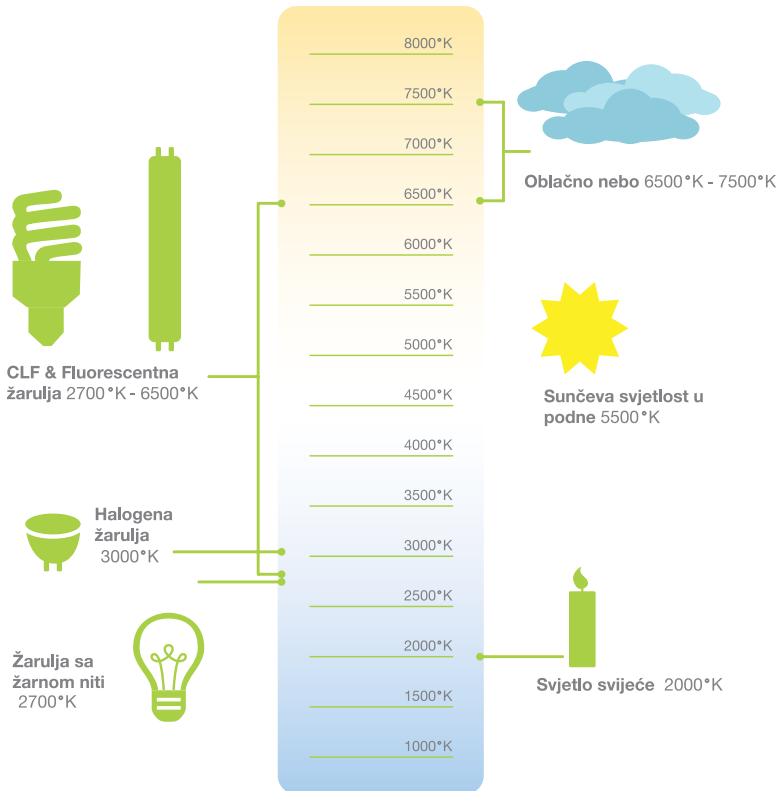 8000°K
7500°K
7000°K
6500°K
6000°K
5500°K
5000°K
4500°K
4000°K
3500°K
3000°K
2500°K
2000°K
1500°K
1000°K
CLF & Fluorescentna
žarulja 2700°K - 6500°K
Halogena
žarulja
3000°K
Žarulja sa
žarnom niti
2700°K
Oblačno nebo 6500°K - 7500°K
Sunčeva svjetlost u
podne 5500°K
Svjetlo svijeće 2000°K